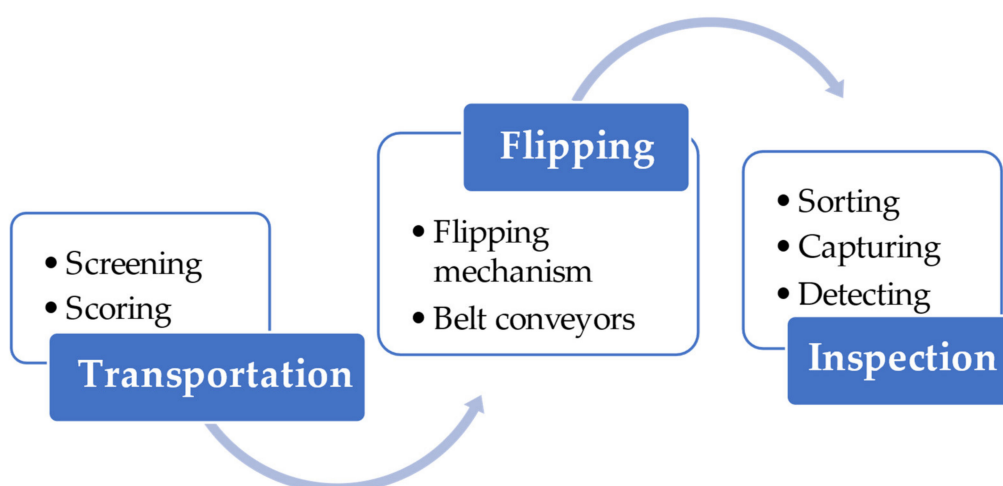 • Screening
• Scoring
Transportation
Flipping
• Flipping
mechanism
• Belt conveyors
• Sorting
• Capturing
• Detecting
Inspection